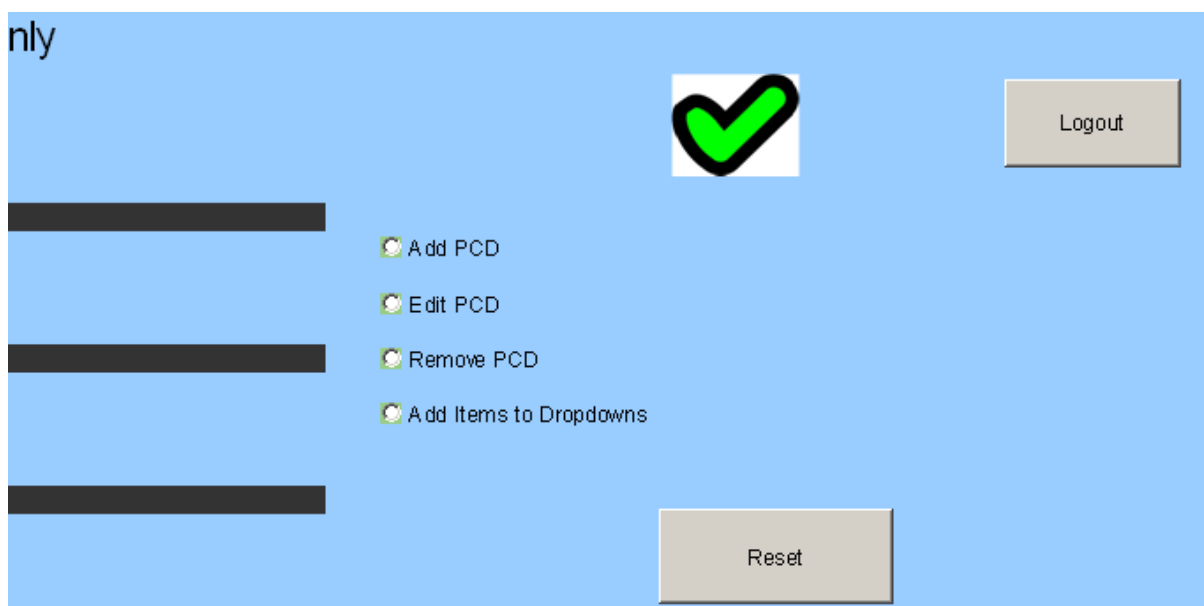 nly
Logout
Add PCD
Edit PCD
Remove PCD
Add Items to Dropdowns
Reset